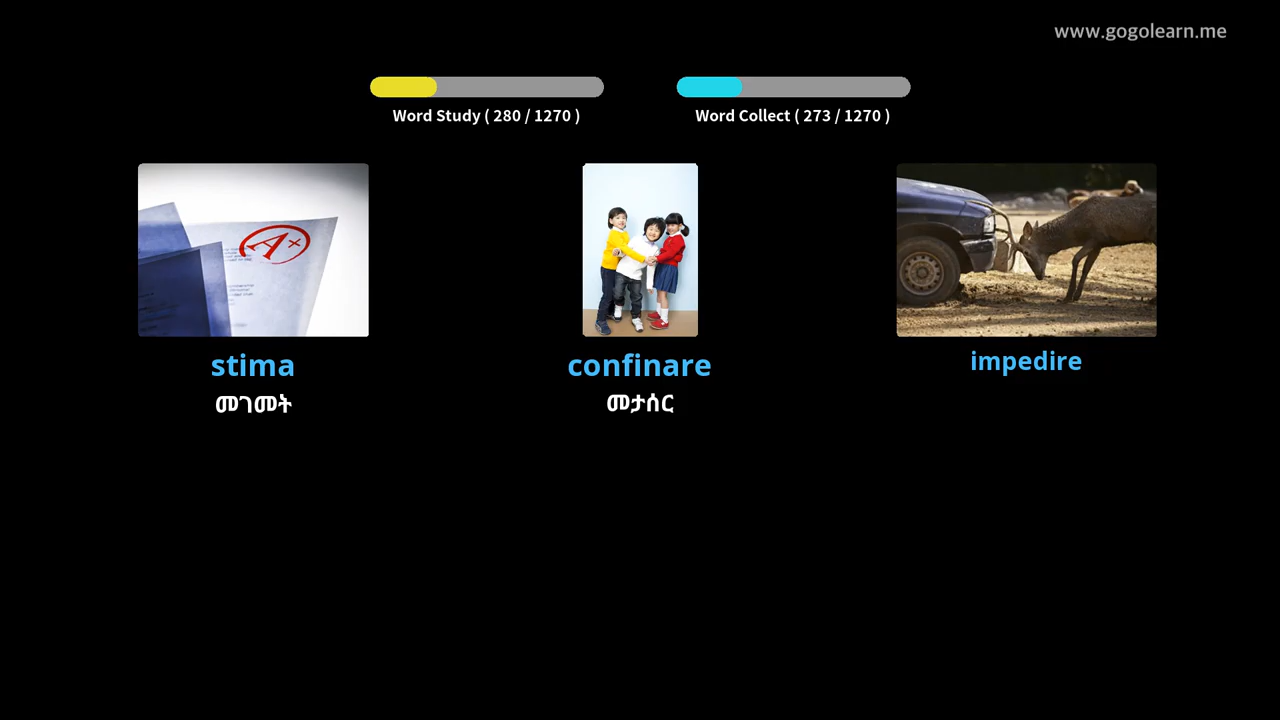 www.gogolearn.me
Word Study ( 280 / 1270 )
Word Collect ( 273 / 1270 )
A+
stima
confinare
impedire
መገመት
መታሰር